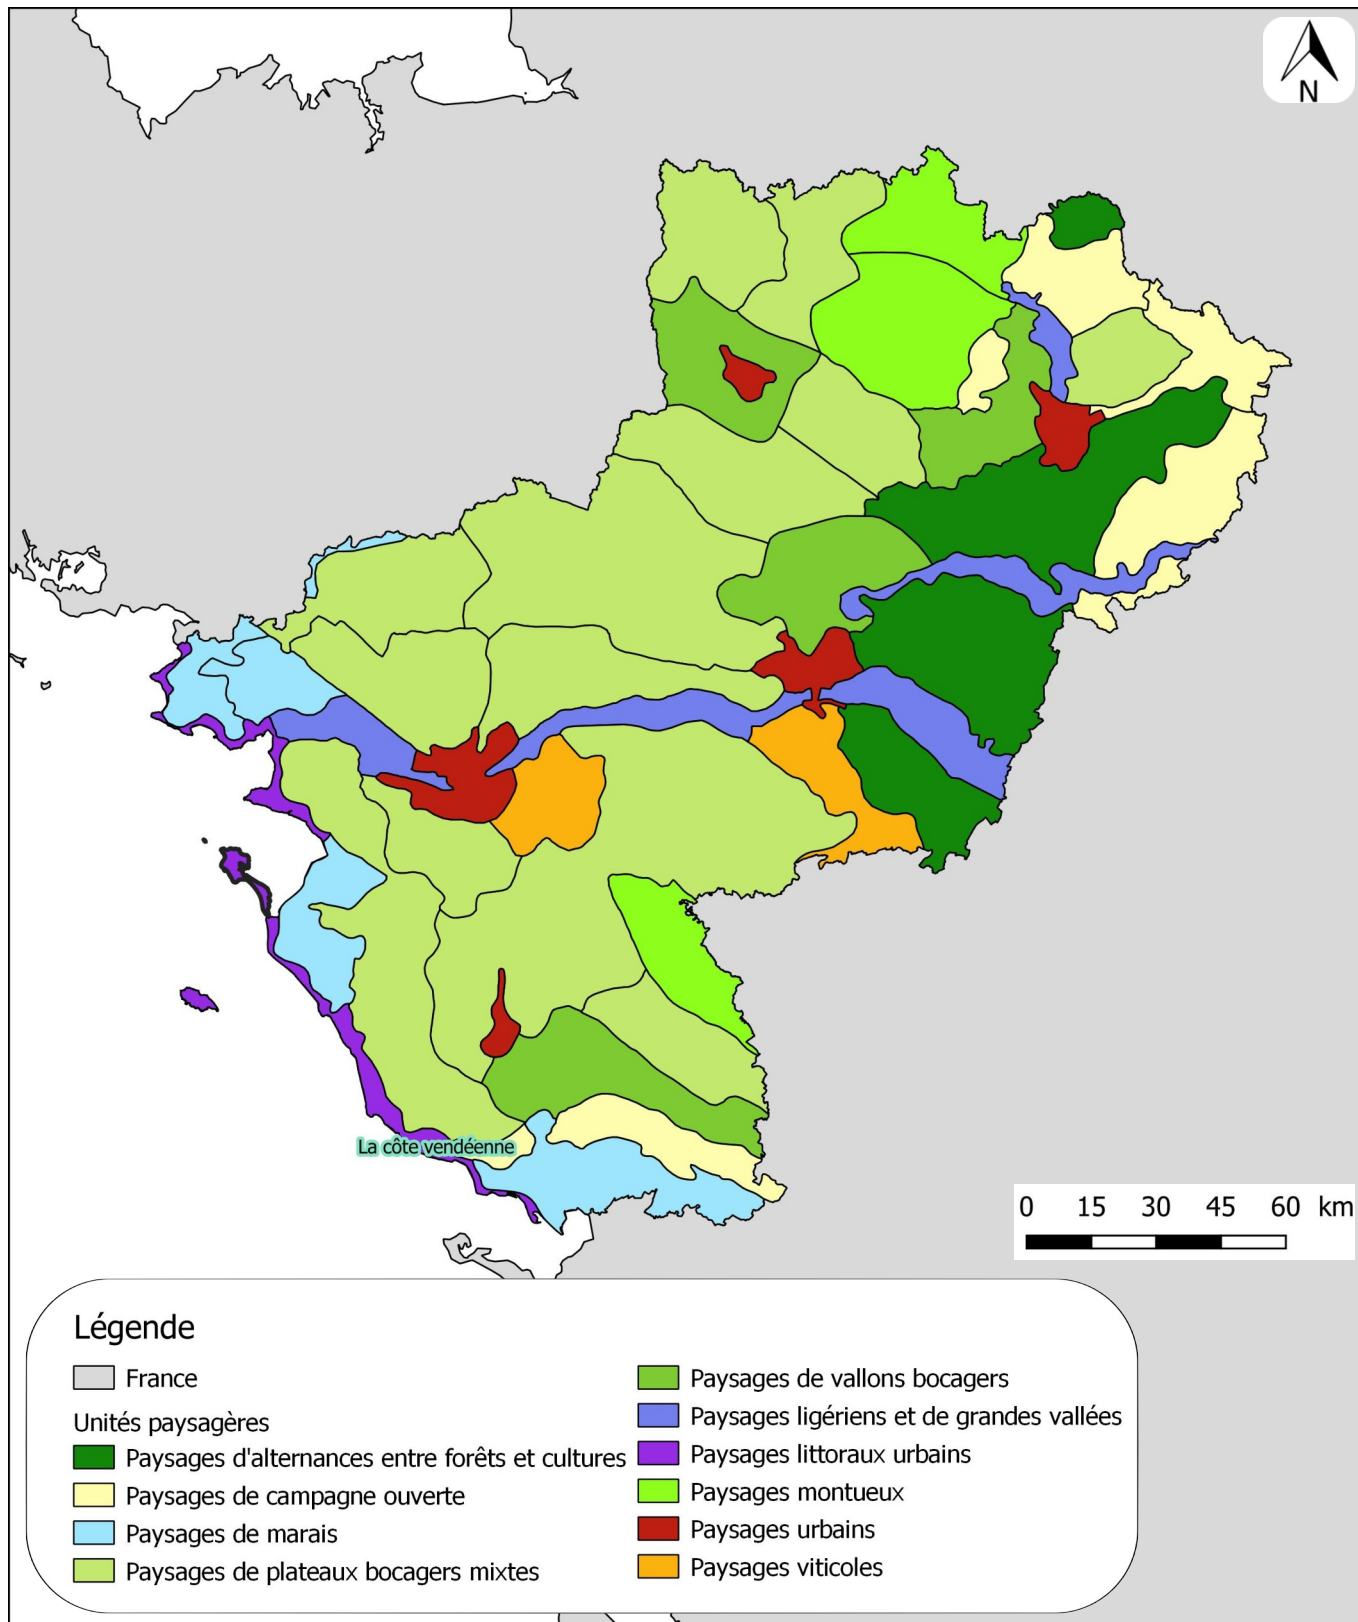 N
La côte vendéenne
0 15 30 45 60 km
Légende
France
Unités paysagères
Paysages d'alternances entre forêts et cultures
Paysages de campagne ouverte
Paysages de marais
Paysages de plateaux bocagers mixtes
Paysages de vallons bocagers
Paysages ligériens et de grandes vallées
Paysages littoraux urbains
Paysages montueux
Paysages urbains
Paysages viticoles